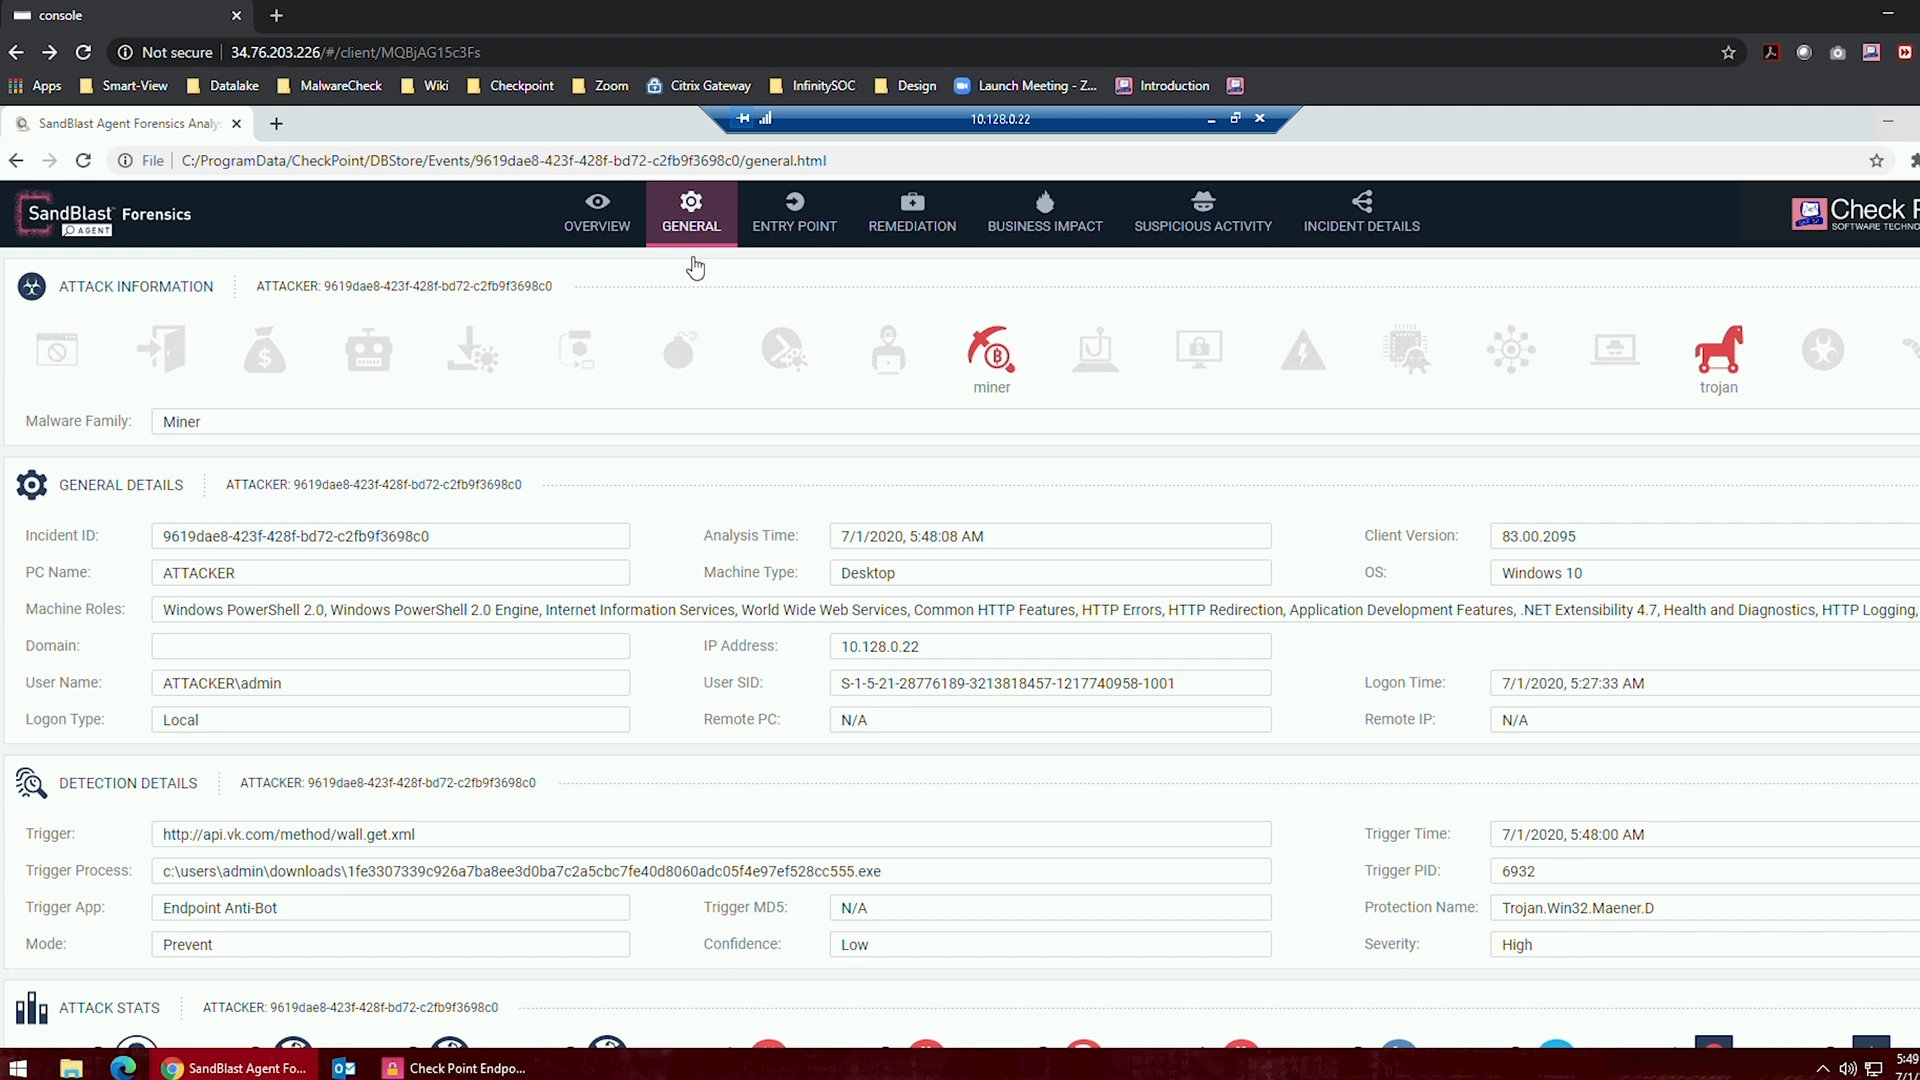 console
Not secure 34.76.203.226/#/client/MQBjAG15c3Fs
Apps Smart-View Datalake MalwareCheck Wiki Checkpoint Zoom Citrix Gateway InfinitySOC Design Launch Meeting - Z... Introduction
SandBlast Agent Forensics Analy
10.128.0.22
File C:/ProgramData/CheckPoint/DBStore/Events/9619dae8-423f-428f-bd72-c2fb9f3698c0/general.html
SandBlast Forensics
AGENT
OVERVIEW GENERAL ENTRY POINT REMEDIATION BUSINESS IMPACT SUSPICIOUS ACTIVITY INCIDENT DETAILS
Check P
SOFTWARE TECHNO
ATTACK INFORMATION ATTACKER: 9619dae8-423f-428f-bd72-c2fb9f3698c0
miner trojan
Malware Family: Miner
GENERAL DETAILS ATTACKER: 9619dae8-423f-428f-bd72-c2fb9f3698c0
Incident ID: 9619dae8-423f-428f-bd72-c2fb9f3698c0 Analysis Time: 7/1/2020, 5:48:08 AM Client Version: 83.00.2095
PC Name: ATTACKER Machine Type: Desktop OS: Windows 10
Machine Roles: Windows PowerShell 2.0, Windows PowerShell 2.0 Engine, Internet Information Services, World Wide Web Services, Common HTTP Features, HTTP Errors, HTTP Redirection, Application Development Features, .NET Extensibility 4.7, Health and Diagnostics, HTTP Logging,
Domain: IP Address: 10.128.0.22
User Name: ATTACKER\admin User SID: S-1-5-21-28776189-3213818457-1217740958-1001 Logon Time: 7/1/2020, 5:27:33 AM
Logon Type: Local Remote PC: N/A Remote IP: N/A
DETECTION DETAILS ATTACKER: 9619dae8-423f-428f-bd72-c2fb9f3698c0
Trigger: http://api.vk.com/method/wall.get.xml Trigger Time: 7/1/2020, 5:48:00 AM
Trigger Process: c:\users\admin\downloads\1fe3307339c926a7ba8ee3d0ba7c2a5cbc7fe40d8060adc05f4e97ef528cc555.exe Trigger PID: 6932
Trigger App: Endpoint Anti-Bot Trigger MD5: N/A Protection Name: Trojan.Win32.Maener.D
Mode: Prevent Confidence: Low Severity: High
ATTACK STATS ATTACKER: 9619dae8-423f-428f-bd72-c2fb9f3698c0
SandBlast Agent Fo... Check Point Endpo...
5:49
7/1/